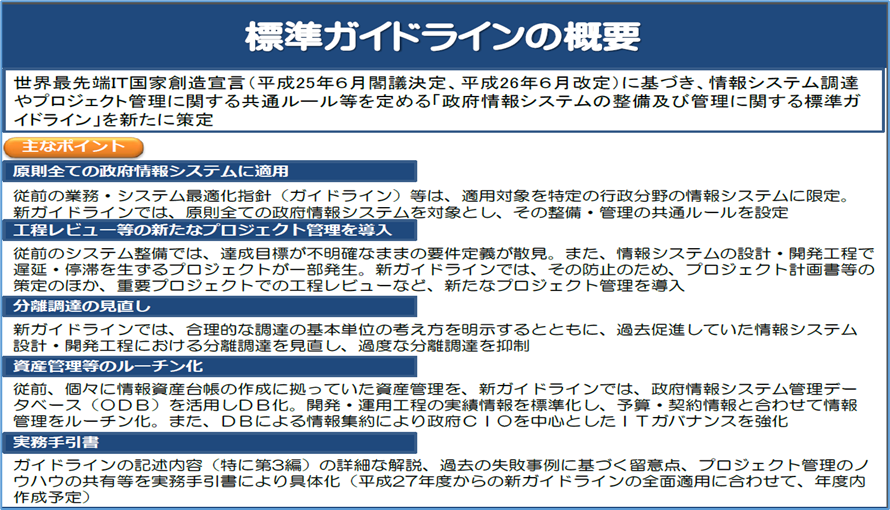 標準ガイドラインの概要
世界最先端IT国家創造宣言（平成25年６月閣議決定、平成26年６月改定）に基づき、情報システム調達
やプロジェクト管理に関する共通ルール等を定める「政府情報システムの整備及び管理に関する標準ガ
イドライン」を新たに策定
主なポイント
原則全ての政府情報システムに適用
従前の業務・システム最適化指針（ガイドライン）等は、適用対象を特定の行政分野の情報システムに限定。
新ガイドラインでは、原則全ての政府情報システムを対象とし、その整備・管理の共通ルールを設定
工程レビュー等の新たなプロジェクト管理を導入
従前のシステム整備では、達成目標が不明確なままの要件定義が散見。また、情報システムの設計・開発工程で
遅延・停滞を生ずるプロジェクトが一部発生。新ガイドラインでは、その防止のため、プロジェクト計画書等の
策定のほか、重要プロジェクトでの工程レビューなど、新たなプロジェクト管理を導入
分離調達の見直し
新ガイドラインでは、合理的な調達の基本単位の考え方を明示するとともに、過去促進していた情報システム
設計・開発工程における分離調達を見直し、過度な分離調達を抑制
資産管理等のルーチン化
従前、個々に情報資産台帳の作成に拠っていた資産管理を、新ガイドラインでは、政府情報システム管理デー
タベース（ＯＤＢ）を活用しＤＢ化。開発・運用工程の実績情報を標準化し、予算・契約情報と合わせて情報
管理をルーチン化。また、ＤＢによる情報集約により政府ＣＩＯを中心としたＩＴガバナンスを強化
実務手引書
ガイドラインの記述内容（特に第3編）の詳細な解説、過去の失敗事例に基づく留意点、プロジェクト管理のノ
ウハウの共有等を実務手引書により具体化（平成27年度からの新ガイドラインの全面適用に合わせて、年度内
作成予定）